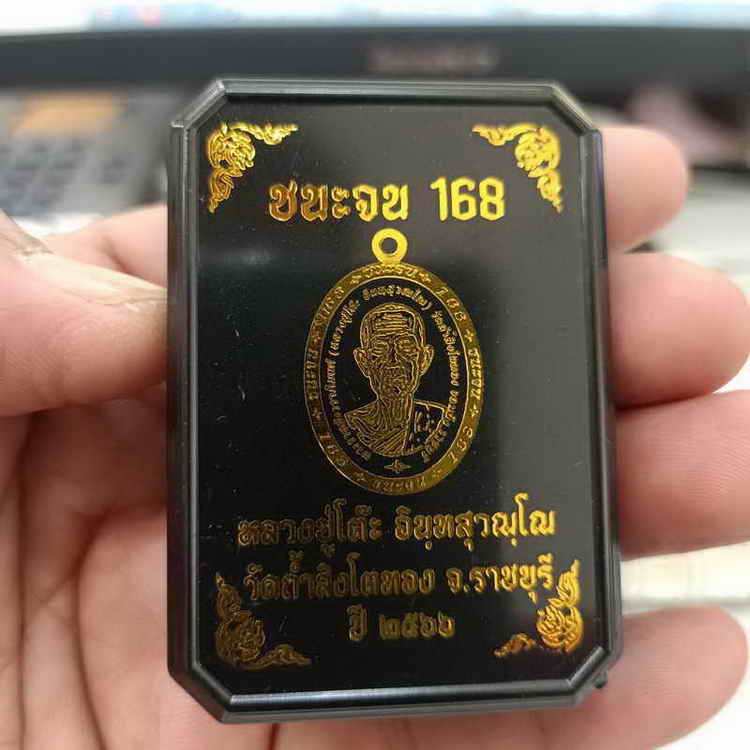 ชนะจน 168
หลวงปู่โต๊ะ อินฺทสุวณฺโณ
วัดถ้ำสิงโตทอง จ.ราชบุรี
ปี ๒๕๖๖